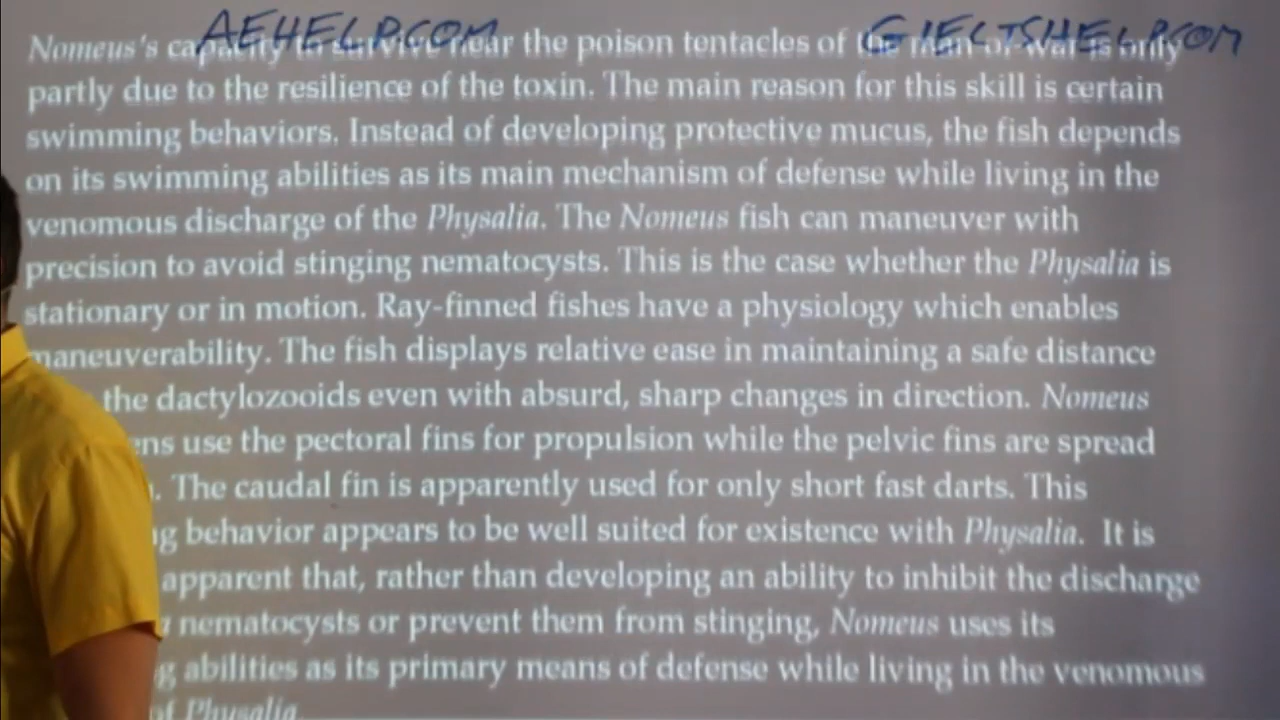 AEHELP.COM GIELTSHELP.COM
Nomeus's capacity to survive near the poison tentacles of the man-of-war is only
partly due to the resilience of the toxin. The main reason for this skill is certain
swimming behaviors. Instead of developing protective mucus, the fish depends
on its swimming abilities as its main mechanism of defense while living in the
venomous discharge of the Physalia. The Nomeus fish can maneuver with
precision to avoid stinging nematocysts. This is the case whether the Physalia is
stationary or in motion. Ray-finned fishes have a physiology which enables
maneuverability. The fish displays relative ease in maintaining a safe distance
the dactylozooids even with absurd, sharp changes in direction. Nomeus
ns use the pectoral fins for propulsion while the pelvic fins are spread
. The caudal fin is apparently used for only short fast darts. This
g behavior appears to be well suited for existence with Physalia. It is
apparent that, rather than developing an ability to inhibit the discharge
nematocysts or prevent them from stinging, Nomeus uses its
g abilities as its primary means of defense while living in the venomous
of Physalia.